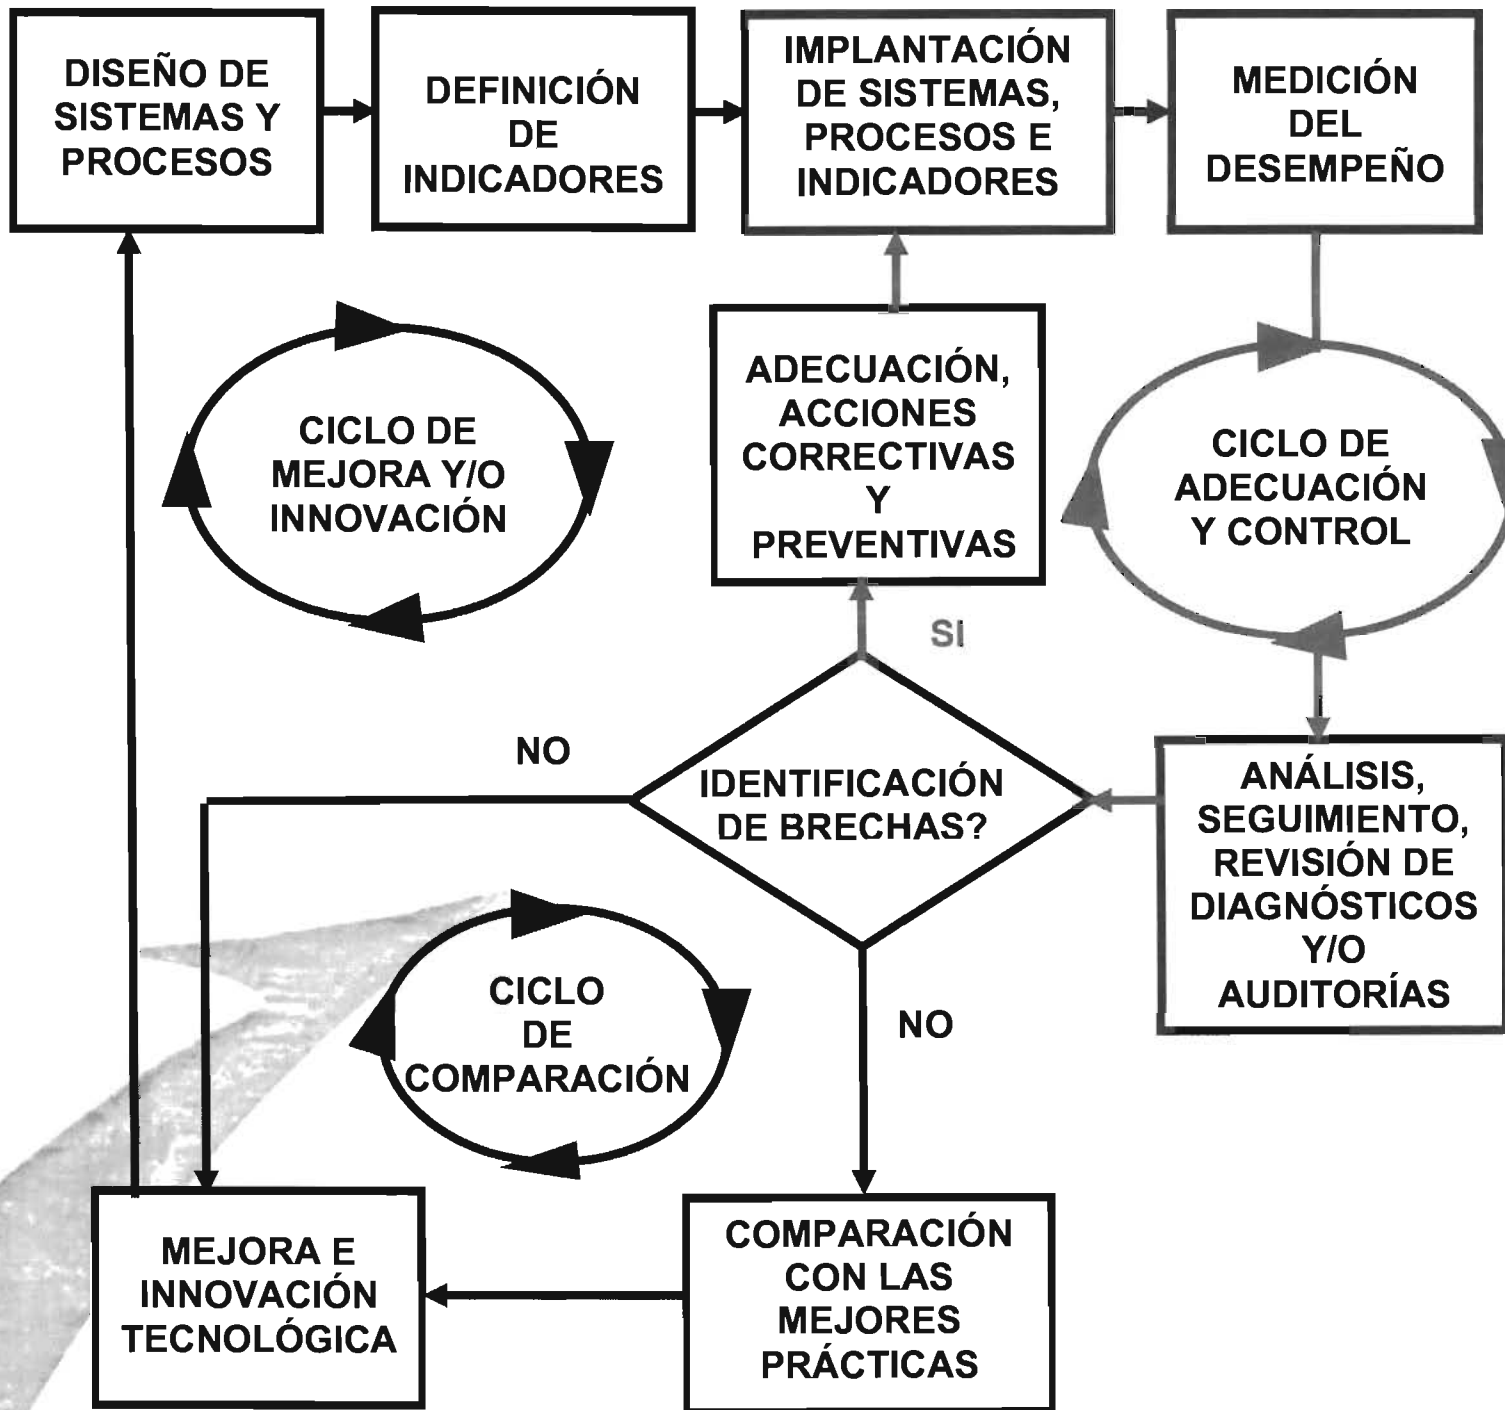 DISEÑO DE
SISTEMAS Y
PROCESOS
DEFINICIÓN
DE
INDICADORES
IMPLANTACIÓN
DE SISTEMAS,
PROCESOS E
INDICADORES
MEDICIÓN
DEL
DESEMPEÑO
CICLO DE
MEJORA Y/O
INNOVACIÓN
ADECUACIÓN,
ACCIONES
CORRECTIVAS
Y
PREVENTIVAS
CICLO DE
ADECUACIÓN
Y CONTROL
SI
NO
IDENTIFICACIÓN
DE BRECHAS?
ANÁLISIS,
SEGUIMIENTO,
REVISIÓN DE
DIAGNÓSTICOS
Y/O
AUDITORÍAS
CICLO
DE
COMPARACIÓN
NO
MEJORA E
INNOVACIÓN
TECNOLÓGICA
COMPARACIÓN
CON LAS
MEJORES
PRÁCTICAS